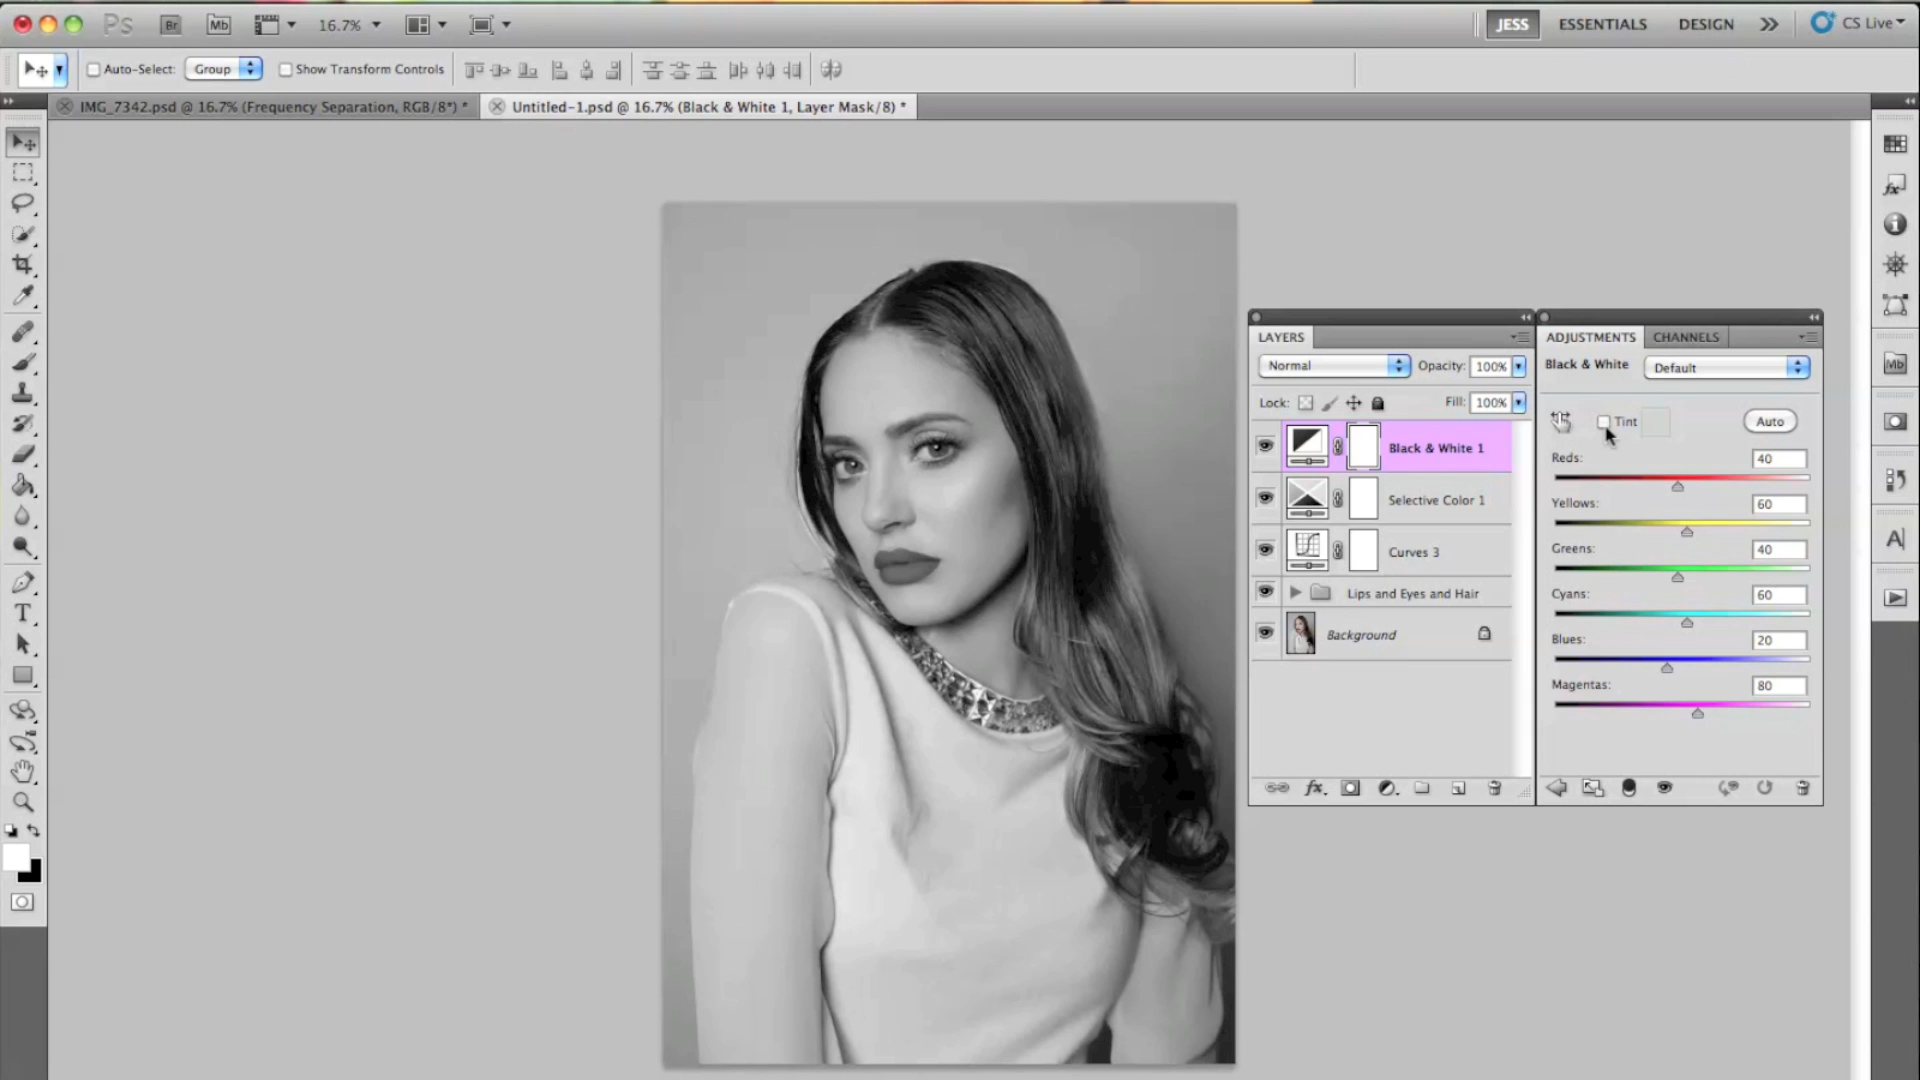 Ps Br Mb 16.7% JESS ESSENTIALS DESIGN CS Live
Auto-Select: Group Show Transform Controls
IMG_7342.psd @ 16.7% (Frequency Separation, RGB/8*) * Untitled-1.psd @ 16.7% (Black & White 1, Layer Mask/8) *
LAYERS
Normal Opacity: 100%
Lock: Fill: 100%
Black & White 1
Selective Color 1
Curves 3
Lips and Eyes and Hair
Background
fx
ADJUSTMENTS CHANNELS
Black & White Default
Tint Auto
Reds: 40
Yellows: 60
Greens: 40
Cyans: 60
Blues: 20
Magentas: 80
T
fx
Mb
A